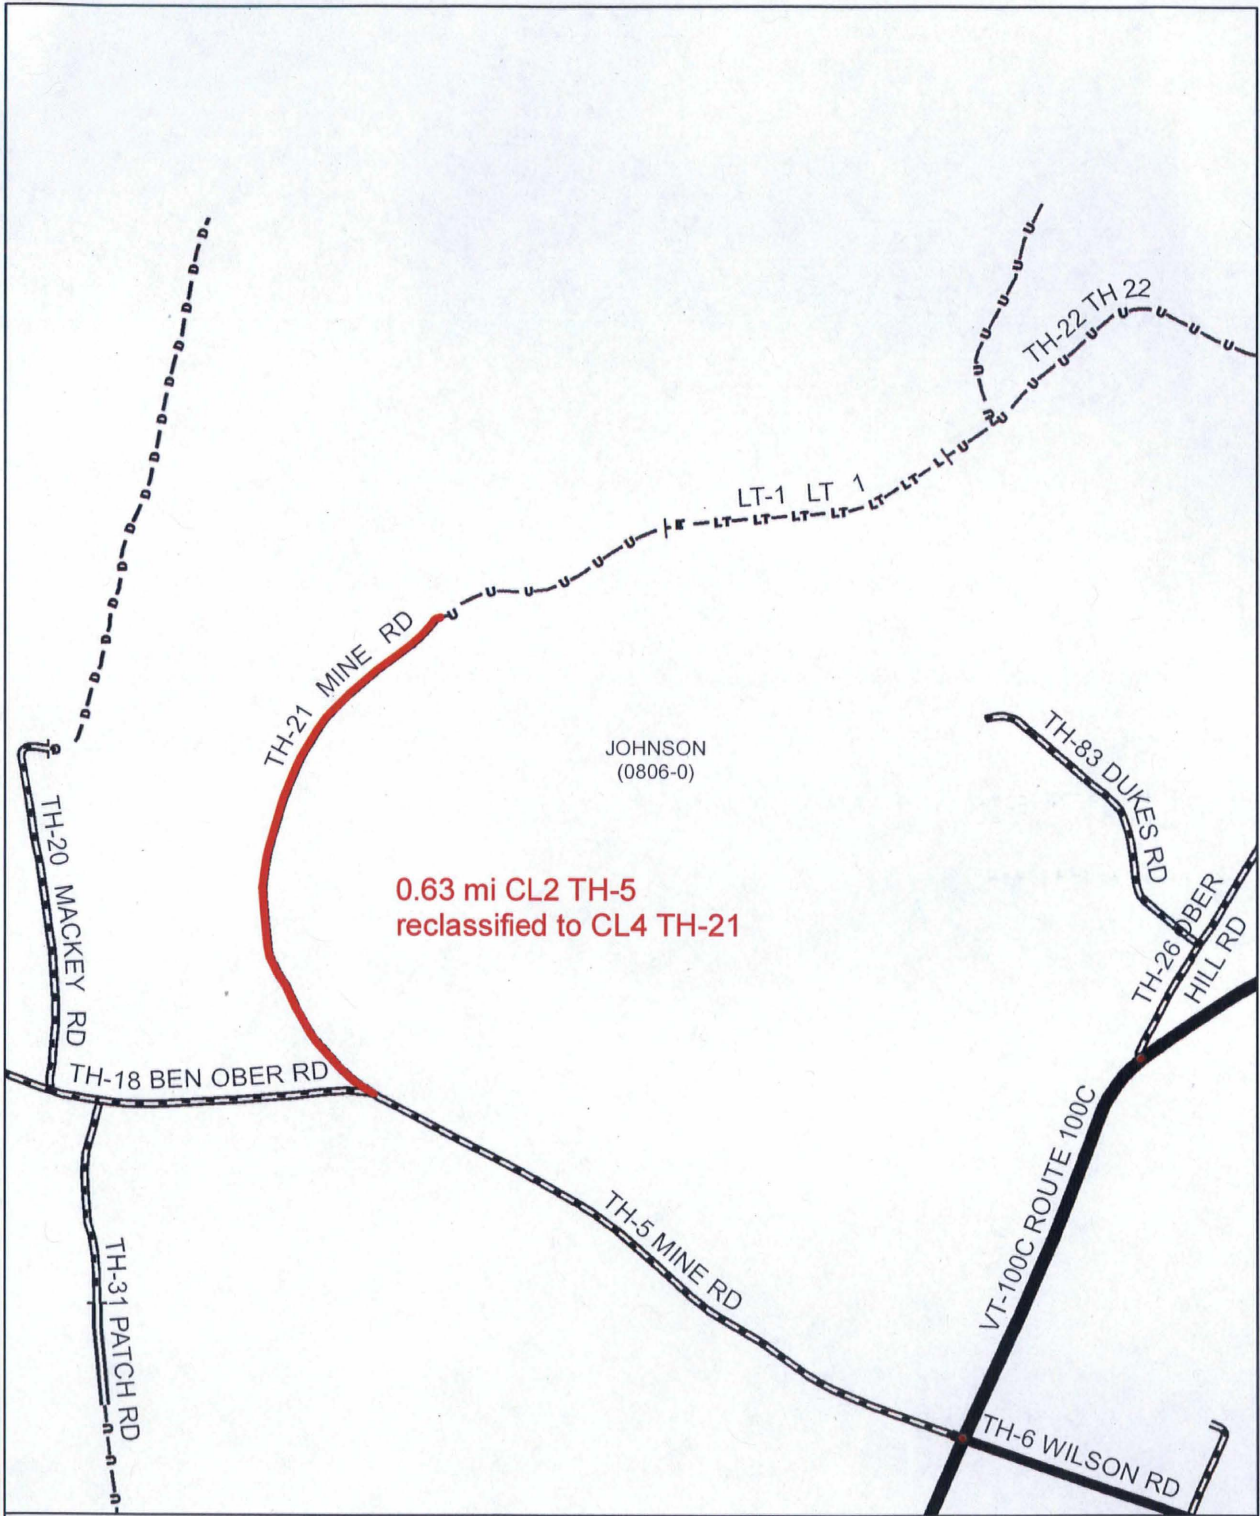 TH-22 TH 22
LT-1 LT 1
TH-21 MINE RD
JOHNSON
(0806-0)
TH-83 DUKES RD
TH-20 MACKEY RD
0.63 mi CL2 TH-5
reclassified to CL4 TH-21
TH-26 OBER
HILL RD
TH-18 BEN OBER RD
VT-100C ROUTE 100C
TH-5 MINE RD
TH-31 PATCH RD
TH-6 WILSON RD